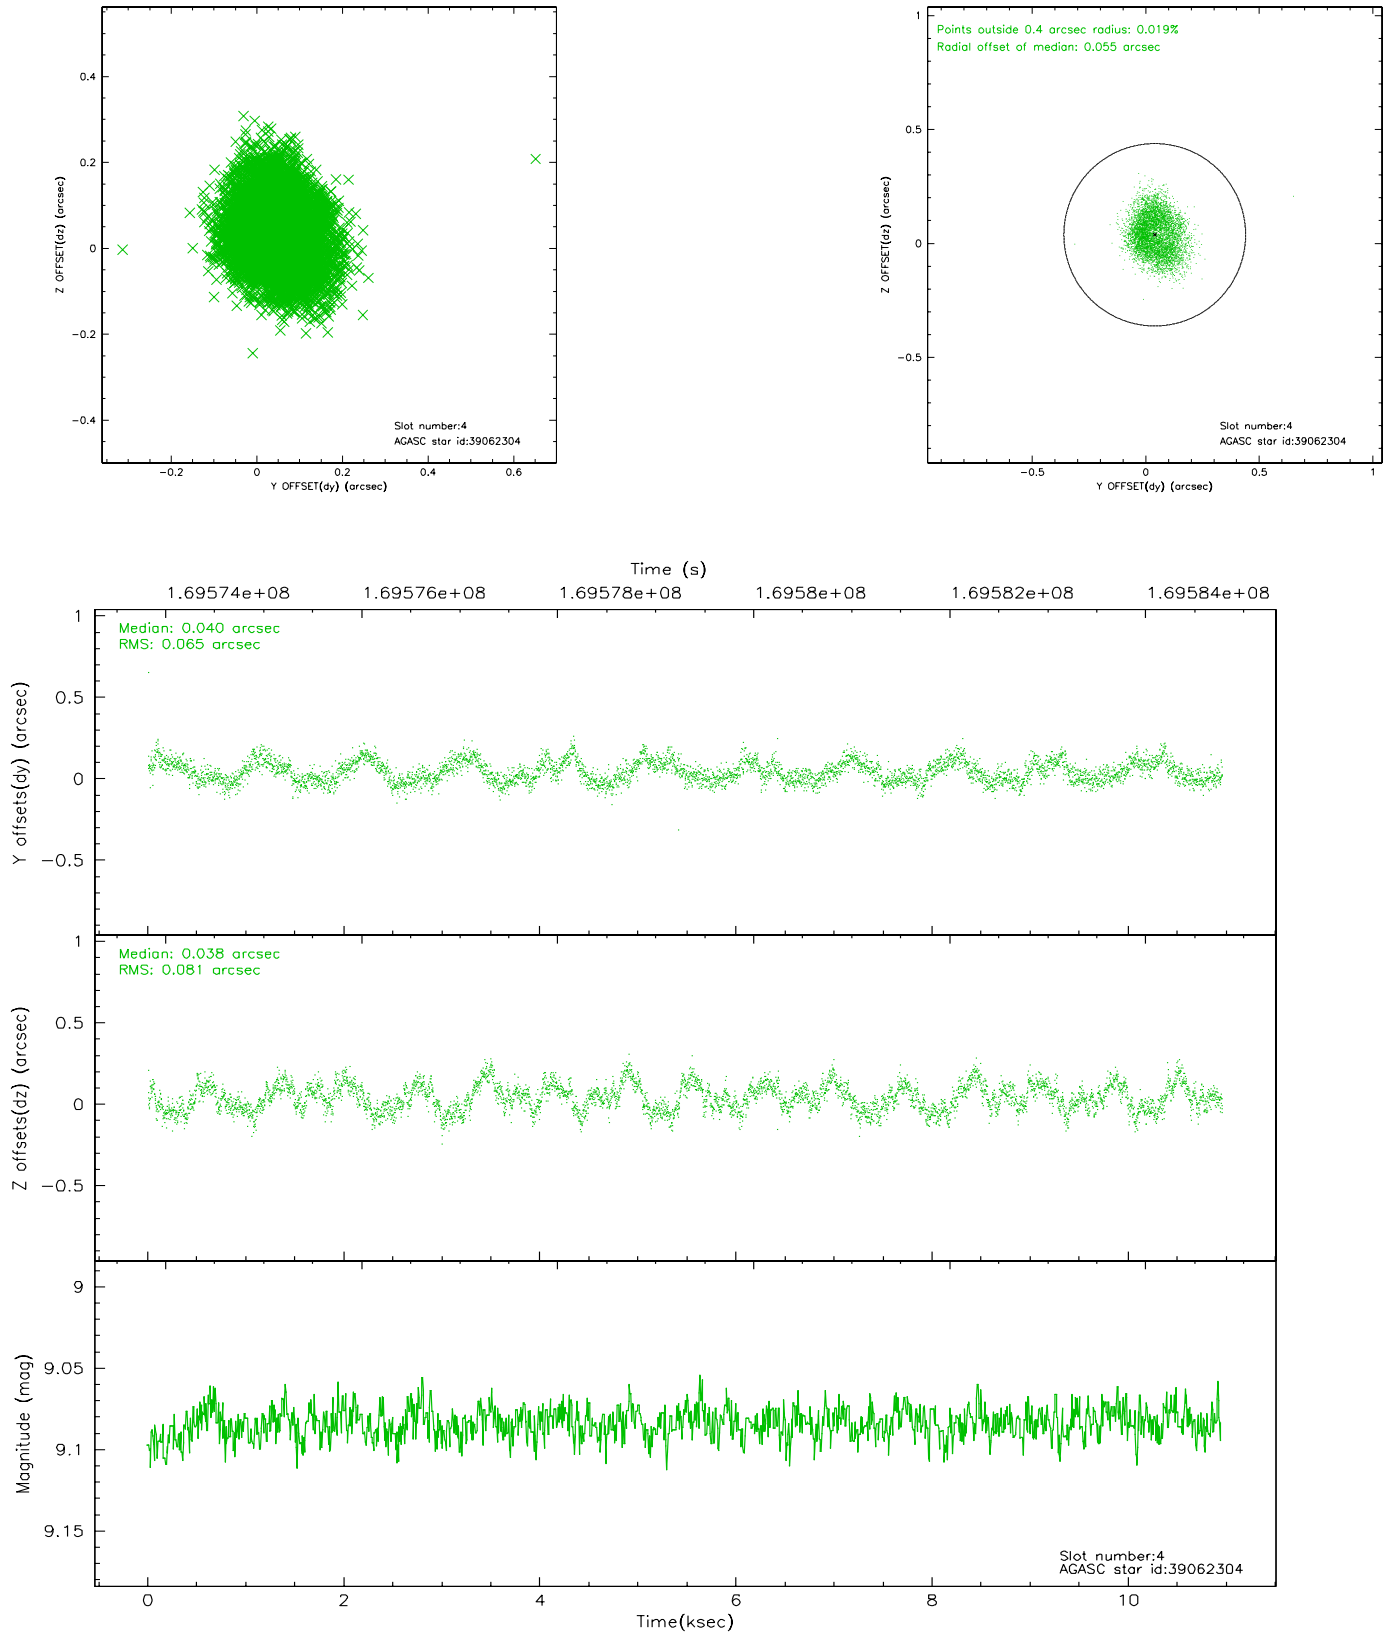 0.4
0.2
0
−0.2
−0.4
Z OFFSET(dz) (arcsec)
Slot number:4
AGASC star id:39062304
−0.2
0
0.2
0.4
0.6
Y OFFSET(dy) (arcsec)
Points outside 0.4 arcsec radius: 0.019%
Radial offset of median: 0.055 arcsec
1
0.5
0
−0.5
Z OFFSET(dz) (arcsec)
Slot number:4
AGASC star id:39062304
−0.5
0
0.5
1
Y OFFSET(dy) (arcsec)
Time (s)
1.69574e+08
1.69576e+08
1.69578e+08
1.6958e+08
1.69582e+08
1.69584e+08
Median: 0.040 arcsec
RMS: 0.065 arcsec
1
0.5
0
−0.5
Y offsets(dy) (arcsec)
Median: 0.038 arcsec
RMS: 0.081 arcsec
1
0.5
0
−0.5
Z offsets(dz) (arcsec)
9
9.05
9.1
9.15
Magnitude (mag)
Slot number:4
AGASC star id:39062304
0
2
4
6
8
10
Time(ksec)